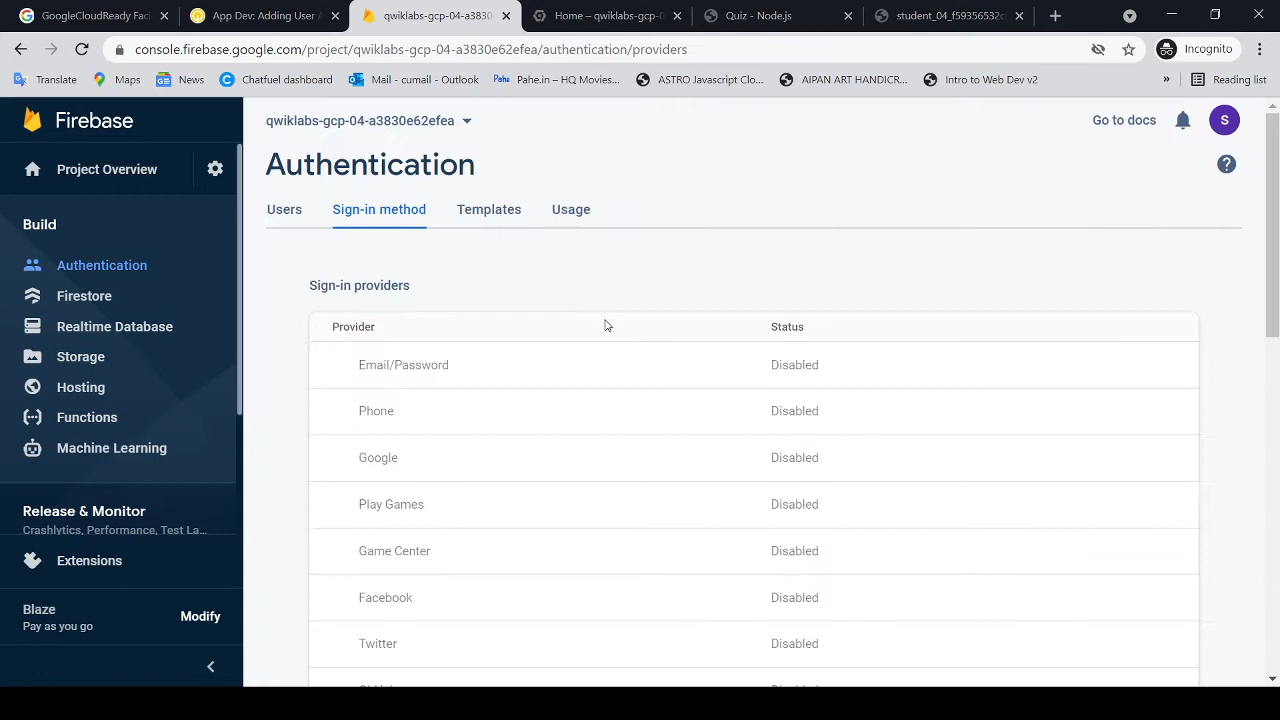 GoogleCloudReady Faci
App Dev: Adding User A
qwiklabs-gcp-04-a3830
Home – qwiklabs-gcp-0
Quiz - Node.js
student_04_f59356532c
console.firebase.google.com/project/qwiklabs-gcp-04-a3830e62efea/authentication/providers
Incognito
Translate
Maps
News
Chatfuel dashboard
Mail - cumail - Outlook
Pahe.in – HQ Movies...
ASTRO Javascript Clo...
AIPAN ART HANDICR...
Intro to Web Dev v2
»
Reading list
Firebase
Project Overview
Build
Authentication
Firestore
Realtime Database
Storage
Hosting
Functions
Machine Learning
Release & Monitor
Crashlytics, Performance, Test La...
Extensions
Blaze
Pay as you go
Modify
qwiklabs-gcp-04-a3830e62efea
Go to docs
S
Authentication
Users
Sign-in method
Templates
Usage
Sign-in providers
Provider
Status
Email/Password
Disabled
Phone
Disabled
Google
Disabled
Play Games
Disabled
Game Center
Disabled
Facebook
Disabled
Twitter
Disabled